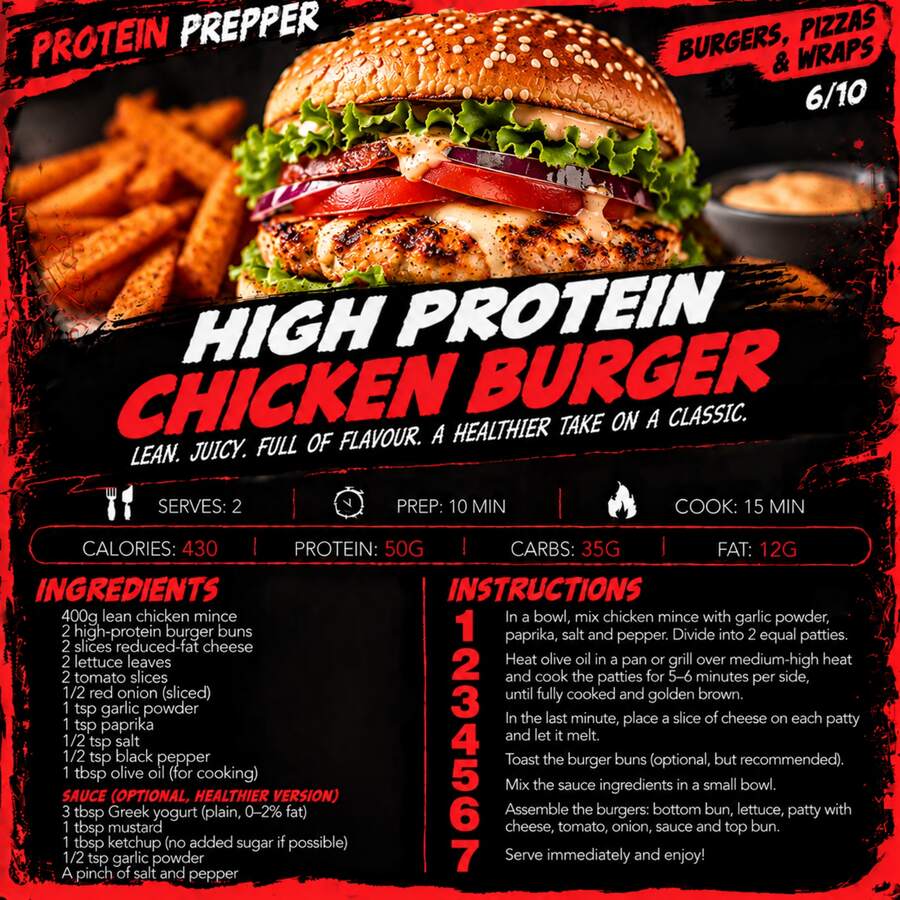 PROTEIN PREPPER
BURGERS, PIZZAS
& WRAPS
6/10
HIGH PROTEIN
CHICKEN BURGER
LEAN. JUICY. FULL OF FLAVOUR. A HEALTHIER TAKE ON A CLASSIC.
SERVES: 2 PREP: 10 MIN COOK: 15 MIN
CALORIES: 430 PROTEIN: 50G CARBS: 35G FAT: 12G
INGREDIENTS
400g lean chicken mince
2 high-protein burger buns
2 slices reduced-fat cheese
2 lettuce leaves
2 tomato slices
1/2 red onion (sliced)
1 tsp garlic powder
1 tsp paprika
1/2 tsp salt
1/2 tsp black pepper
1 tbsp olive oil (for cooking)
SAUCE (OPTIONAL, HEALTHIER VERSION)
3 tbsp Greek yogurt (plain, 0–2% fat)
1 tbsp mustard
1 tbsp ketchup (no added sugar if possible)
1/2 tsp garlic powder
A pinch of salt and pepper
INSTRUCTIONS
1 In a bowl, mix chicken mince with garlic powder,
paprika, salt and pepper. Divide into 2 equal patties.
2 Heat olive oil in a pan or grill over medium-high heat
and cook the patties for 5–6 minutes per side,
until fully cooked and golden brown.
3 In the last minute, place a slice of cheese on each patty
and let it melt.
4 Toast the burger buns (optional, but recommended).
5 Mix the sauce ingredients in a small bowl.
6 Assemble the burgers: bottom bun, lettuce, patty with
cheese, tomato, onion, sauce and top bun.
7 Serve immediately and enjoy!